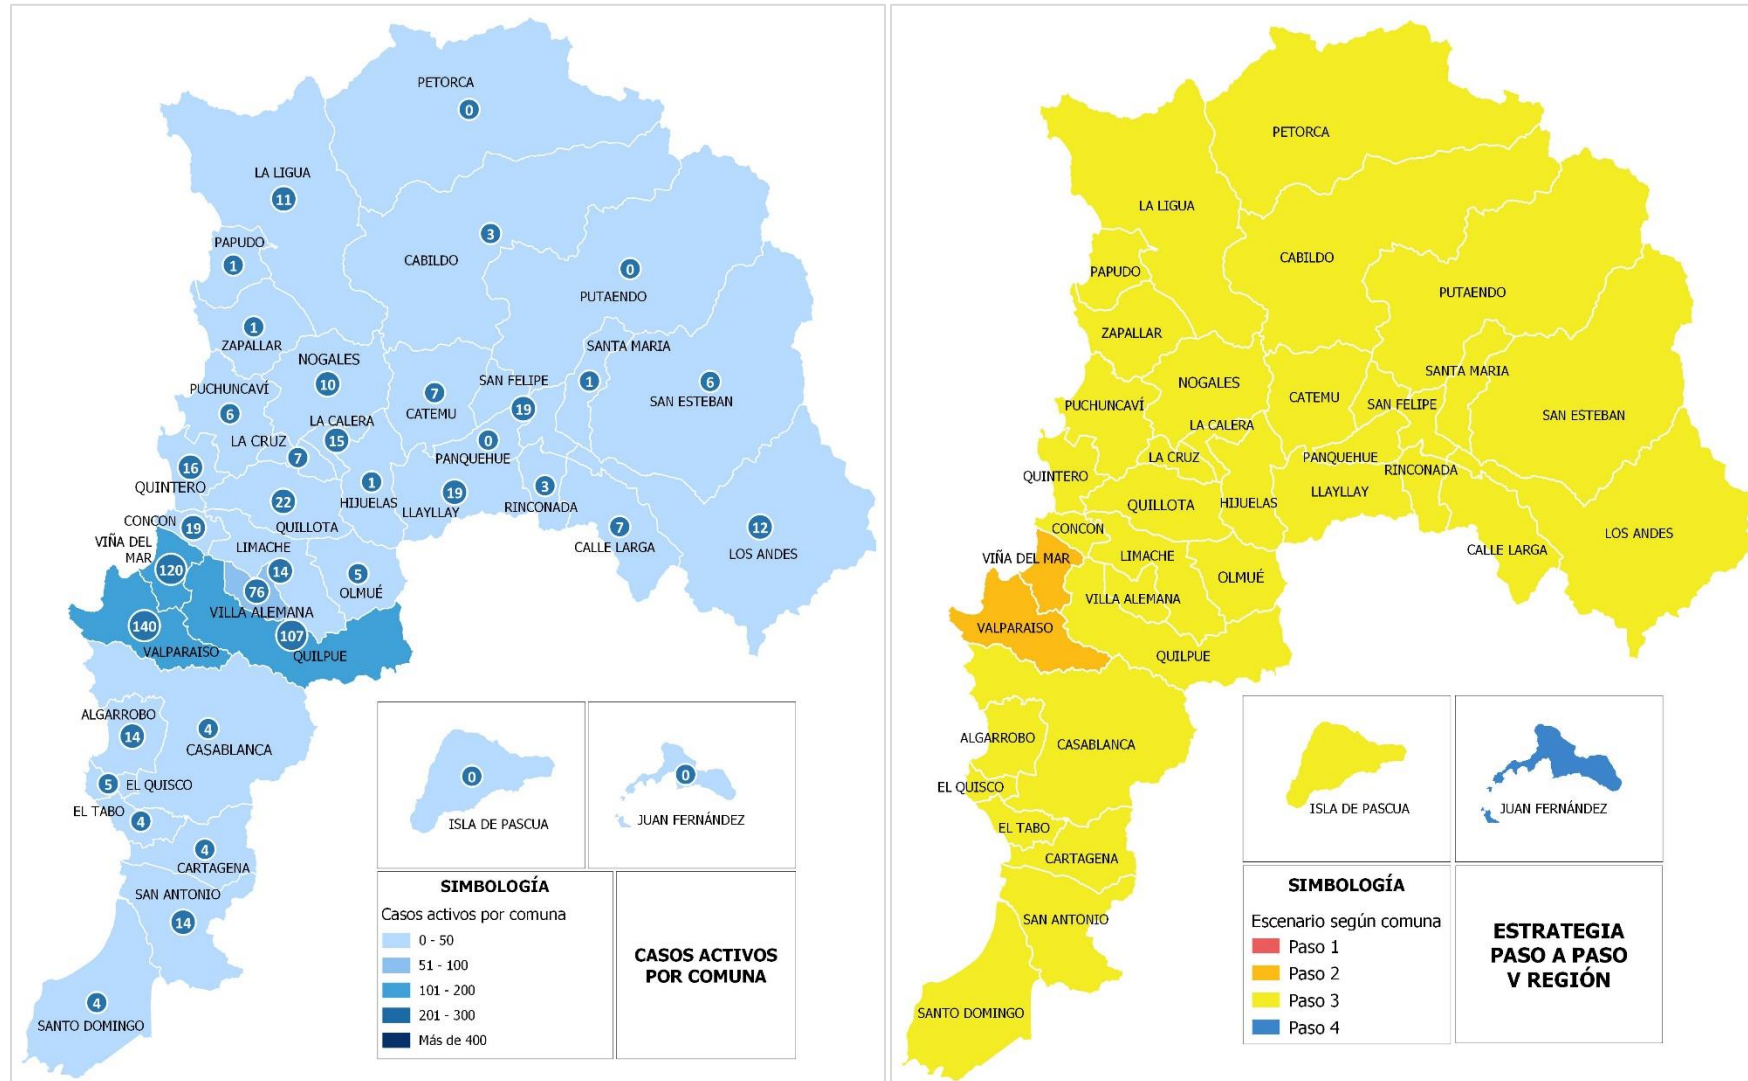 PETORCA
0
LA LIGUA
11
3
CABILDO
PAPUDO
1
0
PUTAENDO
1
ZAPALLAR
SANTA MARIA
1
NOGALES
10
SAN FELIPE
19
6
SAN ESTEBAN
7
CATEMU
PUCHUNCAVÍ
6
LA CALERA
15
LA CRUZ
7
0
PANQUEHUE
16
QUINTERO
22
QUILLOTA
1
HIJUELAS
19
LLAYLLAY
3
RINCONADA
7
CALLE LARGA
12
LOS ANDES
CONCON
19
VIÑA DEL
MAR
120
LIMACHE
14
76
VILLA ALEMANA
5
OLMUÉ
140
VALPARAISO
107
QUILPUE
ALGARROBO
14
4
CASABLANCA
5
EL QUISCO
EL TABO
4
4
CARTAGENA
SAN ANTONIO
14
4
SANTO DOMINGO
0
ISLA DE PASCUA
0
JUAN FERNÁNDEZ
SIMBOLOGÍA
Casos activos por comuna
0 - 50
51 - 100
101 - 200
201 - 300
Más de 400
CASOS ACTIVOS
POR COMUNA
PETORCA
LA LIGUA
CABILDO
PAPUDO
PUTAENDO
ZAPALLAR
SANTA MARIA
NOGALES
CATEMU
SAN FELIPE
SAN ESTEBAN
PUCHUNCAVÍ
LA CALERA
LA CRUZ
PANQUEHUE
RINCONADA
QUINTERO
QUILLOTA
HIJUELAS
LLAYLLAY
CONCON
LOS ANDES
VIÑA DEL MAR
LIMACHE
CALLE LARGA
OLMUÉ
VILLA ALEMANA
VALPARAISO
QUILPUE
ALGARROBO
CASABLANCA
EL QUISCO
EL TABO
CARTAGENA
SAN ANTONIO
SANTO DOMINGO
ISLA DE PASCUA
JUAN FERNÁNDEZ
SIMBOLOGÍA
Escenario según comuna
Paso 1
Paso 2
Paso 3
Paso 4
ESTRATEGIA
PASO A PASO
V REGIÓN